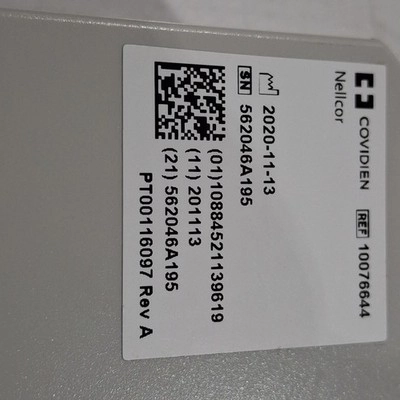 COVIDIEN REF 10076644
Nellcor
2020-11-13
SN 562046A195
(01)10884521139619
(11) 201113
(21) 562046A195
PT00116097 Rev A